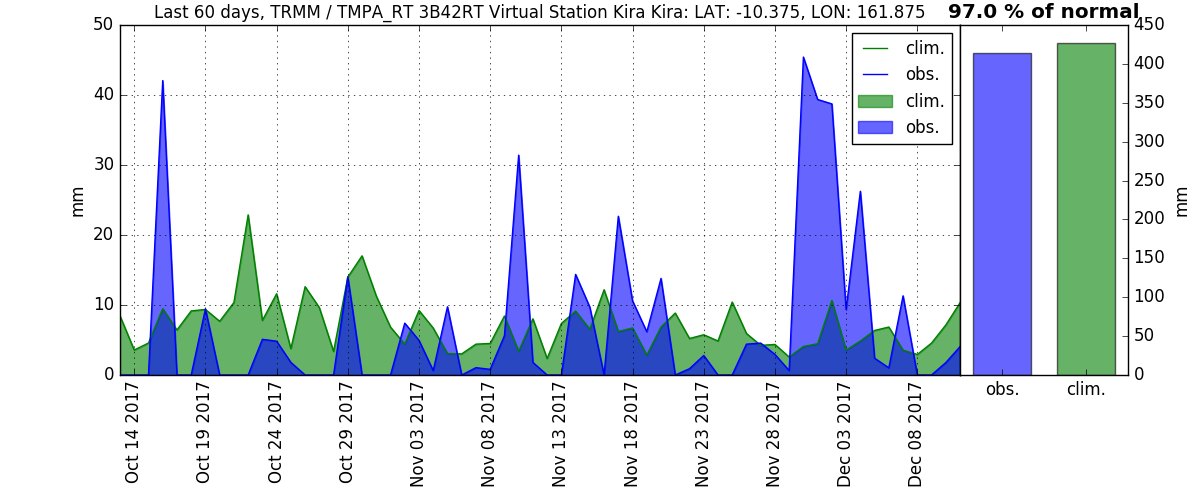 Last 60 days, TRMM / TMPA_RT 3B42RT Virtual Station Kira Kira: LAT: -10.375, LON: 161.875
97.0 % of normal
50
40
30
20
10
0
mm
clim.
obs.
clim.
obs.
450
400
350
300
250
200
150
100
50
0
mm
Oct 14 2017
Oct 19 2017
Oct 24 2017
Oct 29 2017
Nov 03 2017
Nov 08 2017
Nov 13 2017
Nov 18 2017
Nov 23 2017
Nov 28 2017
Dec 03 2017
Dec 08 2017
obs.
clim.